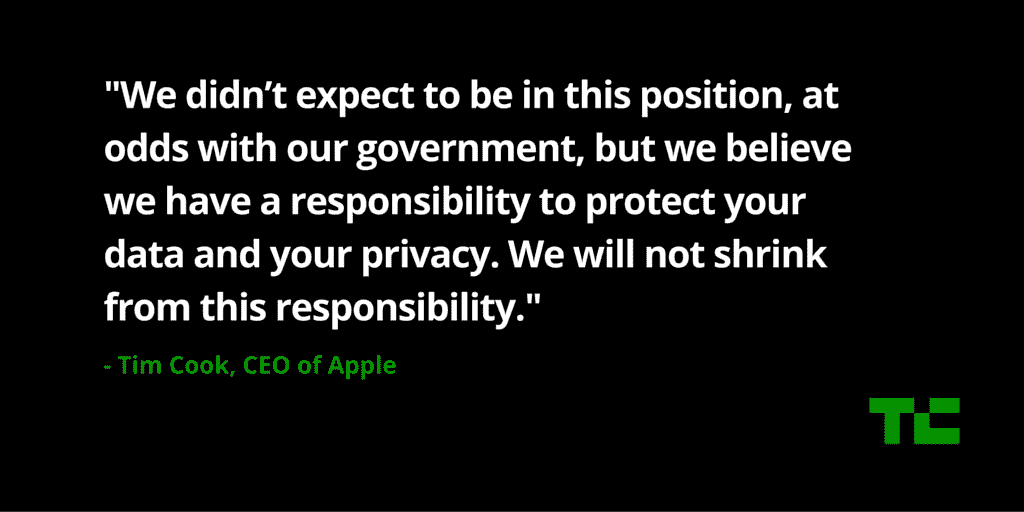 "We didn’t expect to be in this position, at
odds with our government, but we believe
we have a responsibility to protect your
data and your privacy. We will not shrink
from this responsibility."
- Tim Cook, CEO of Apple
TC